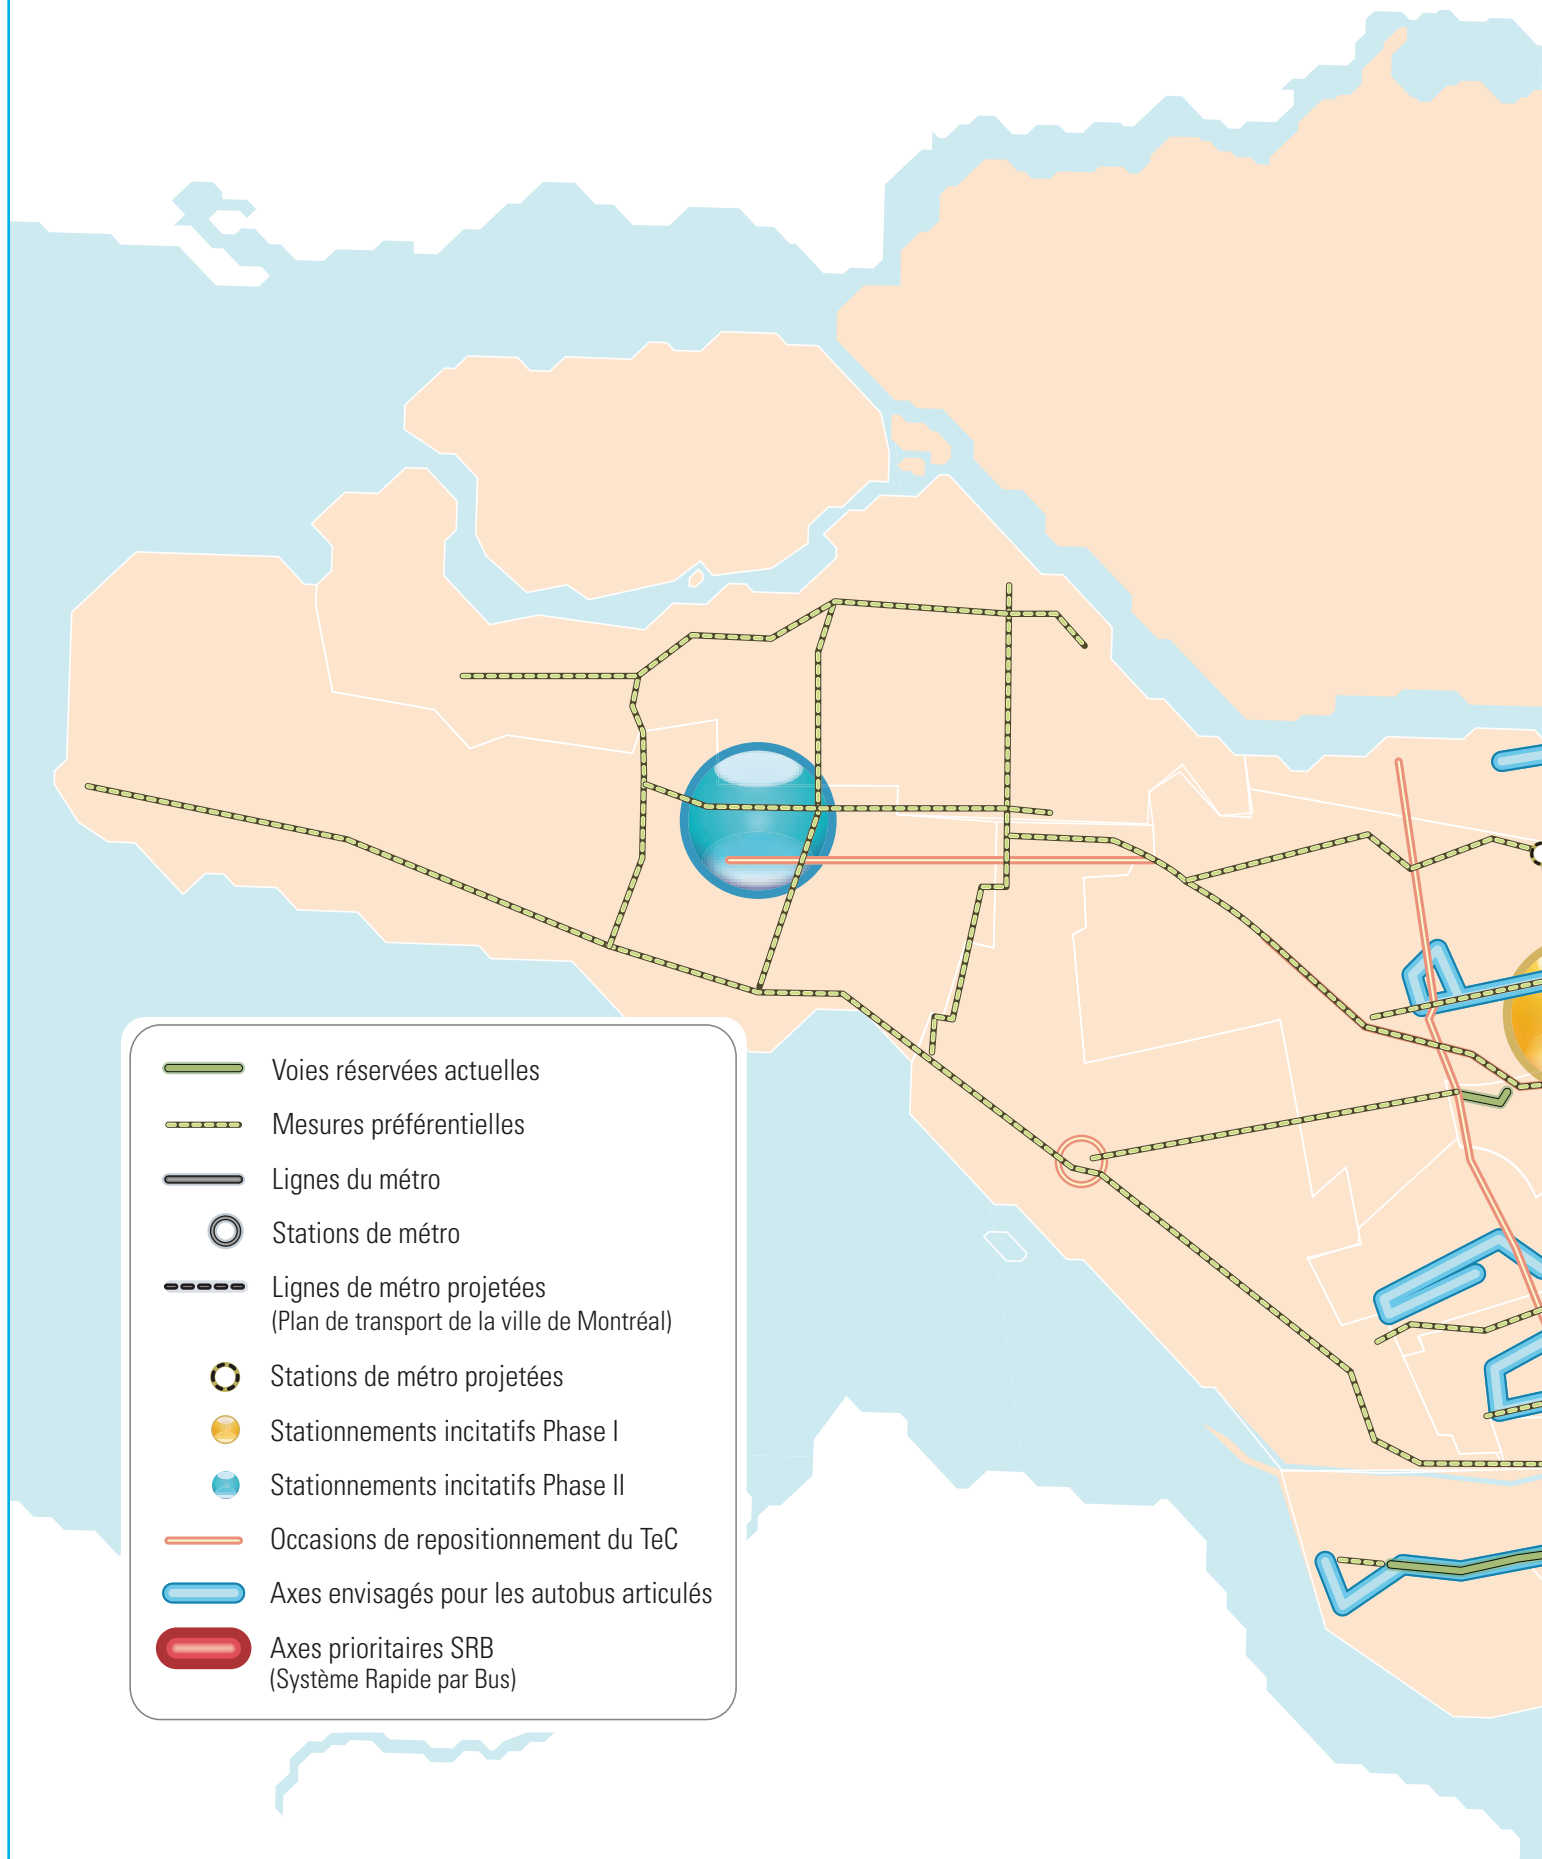 Voies réservées actuelles
Mesures préférentielles
Lignes du métro
Stations de métro
Lignes de métro projetées
(Plan de transport de la ville de Montréal)
Stations de métro projetées
Stationnements incitatifs Phase I
Stationnements incitatifs Phase II
Occasions de repositionnement du TeC
Axes envisagés pour les autobus articulés
Axes prioritaires SRB
(Système Rapide par Bus)